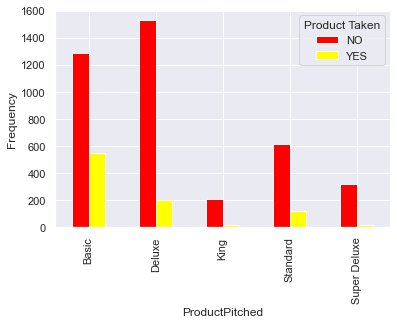 1600
1400
1200
1000
800
600
400
200
0
Frequency
Product Taken
NO
YES
Basic
Deluxe
King
Standard
Super Deluxe
ProductPitched